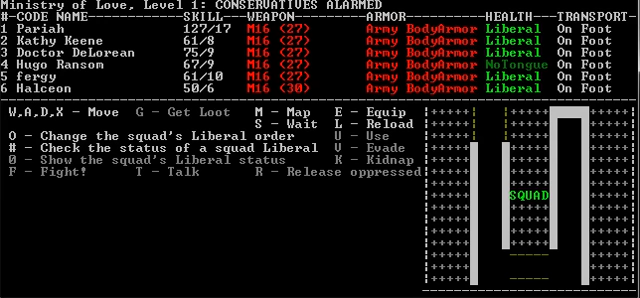 Ministry of Love, Level 1: CONSERVATIVES ALARMED
#-CODE NAME------------SKILL---WEAPON---------ARMOR---------HEALTH---TRANSPORT-
1 Pariah 127/17 M16 (27) Army BodyArmor Liberal On Foot
2 Kathy Keene 61/8 M16 (27) Army BodyArmor Liberal On Foot
3 Doctor DeLorean 75/9 M16 (27) Army BodyArmor Liberal On Foot
4 Hugo Ransom 67/9 M16 (27) Army BodyArmor NoTongue On Foot
5 fergy 61/10 M16 (27) Army BodyArmor Liberal On Foot
6 Halceon 50/6 M16 (30) Army BodyArmor Liberal On Foot
W,A,D,X - Move G - Get Loot M - Map E - Equip
S - Wait L - Reload
O - Change the squad's Liberal order U - Use
# - Check the status of a squad Liberal V - Evade
0 - Show the squad's Liberal status K - Kidnap
F - Fight! T - Talk R - Release oppressed
SQUAD